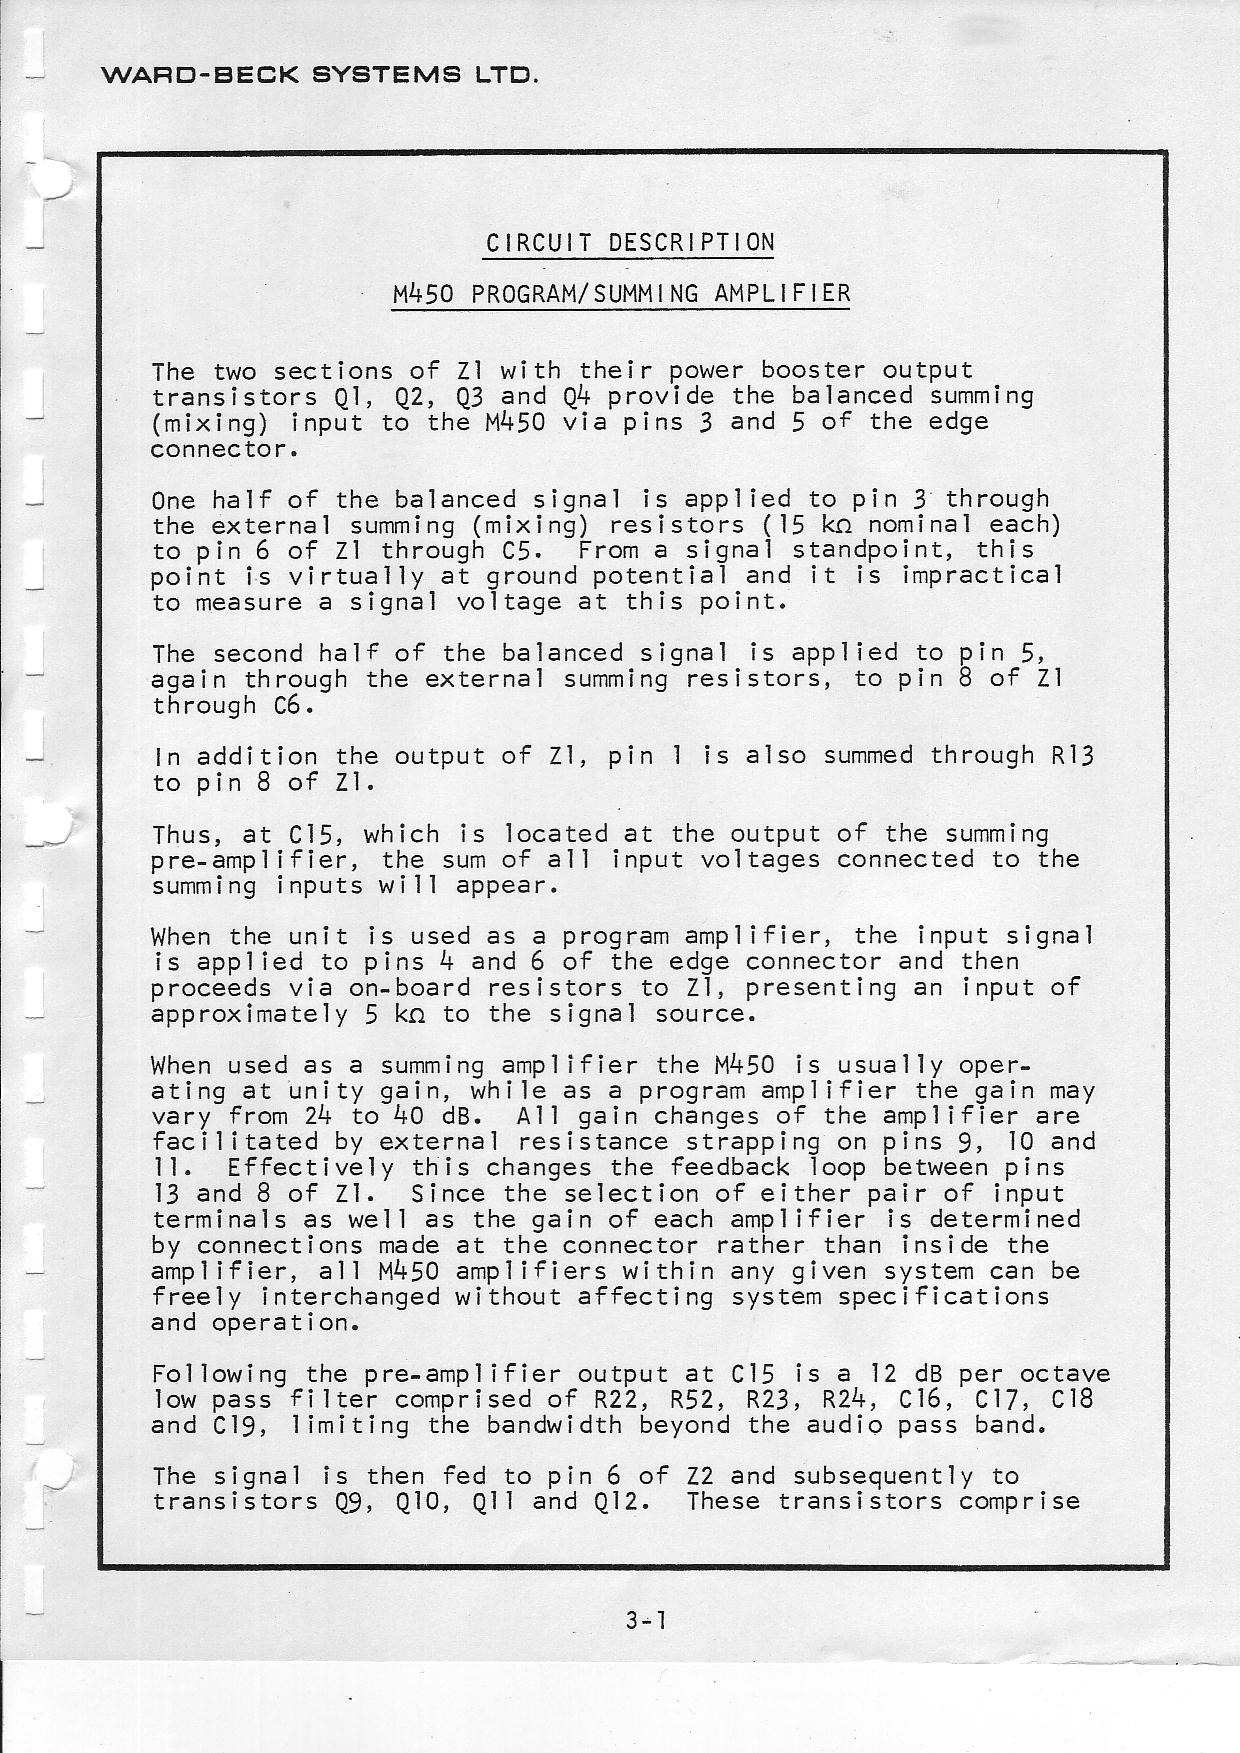 WARD-BECK SYSTEMS LTD.
CIRCUIT DESCRIPTION
M450 PROGRAM/SUMMING AMPLIFIER
The two sections of Z1 with their power booster output
transistors Q1, Q2, Q3 and Q4 provide the balanced summing
(mixing) input to the M450 via pins 3 and 5 of the edge
connector.
One half of the balanced signal is applied to pin 3 through
the external summing (mixing) resistors (15 kΩ nominal each)
to pin 6 of Z1 through C5. From a signal standpoint, this
point is virtually at ground potential and it is impractical
to measure a signal voltage at this point.
The second half of the balanced signal is applied to pin 5,
again through the external summing resistors, to pin 8 of Z1
through C6.
In addition the output of Z1, pin 1 is also summed through R13
to pin 8 of Z1.
Thus, at C15, which is located at the output of the summing
pre-amplifier, the sum of all input voltages connected to the
summing inputs will appear.
When the unit is used as a program amplifier, the input signal
is applied to pins 4 and 6 of the edge connector and then
proceeds via on-board resistors to Z1, presenting an input of
approximately 5 kΩ to the signal source.
When used as a summing amplifier the M450 is usually oper-
ating at unity gain, while as a program amplifier the gain may
vary from 24 to 40 dB. All gain changes of the amplifier are
facilitated by external resistance strapping on pins 9, 10 and
11. Effectively this changes the feedback loop between pins
13 and 8 of Z1. Since the selection of either pair of input
terminals as well as the gain of each amplifier is determined
by connections made at the connector rather than inside the
amplifier, all M450 amplifiers within any given system can be
freely interchanged without affecting system specifications
and operation.
Following the pre-amplifier output at C15 is a 12 dB per octave
low pass filter comprised of R22, R52, R23, R24, C16, C17, C18
and C19, limiting the bandwidth beyond the audio pass band.
The signal is then fed to pin 6 of Z2 and subsequently to
transistors Q9, Q10, Q11 and Q12. These transistors comprise
3-1